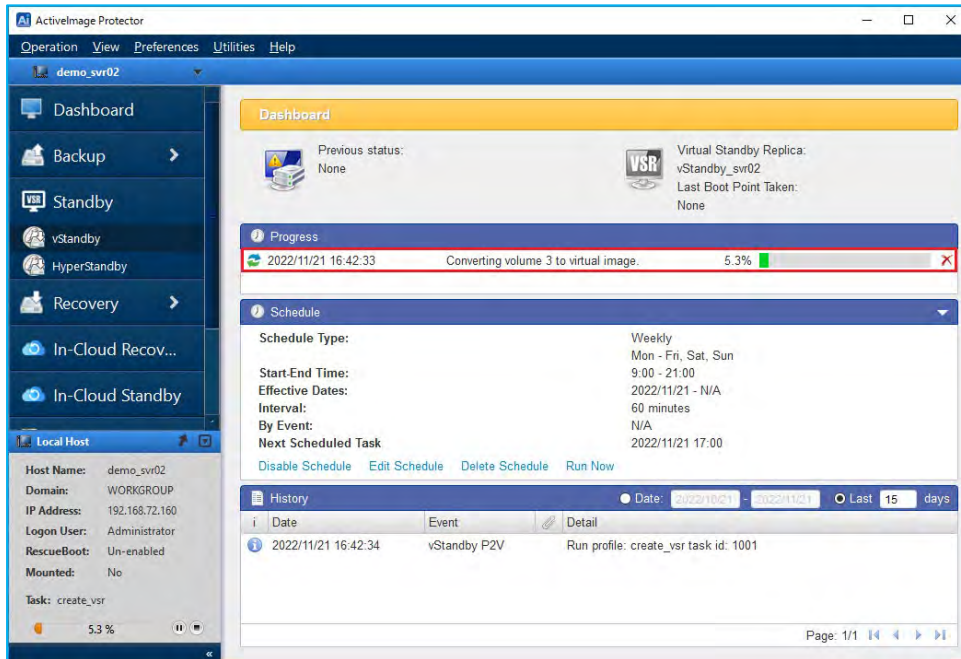 ActiveImage Protector
Operation View Preferences Utilities Help
demo_svr02
Dashboard
Backup
Standby
vStandby
HyperStandby
Recovery
In-Cloud Recov...
In-Cloud Standby
Local Host
Host Name: demo_svr02
Domain: WORKGROUP
IP Address: 192.168.72.160
Logon User: Administrator
RescueBoot: Un-enabled
Mounted: No
Task: create_vsr
5.3 %
«
Dashboard
Previous status:
None
VSR
Virtual Standby Replica:
vStandby_svr02
Last Boot Point Taken:
None
Progress
2022/11/21 16:42:33 Converting volume 3 to virtual image. 5.3%
Schedule
Schedule Type: Weekly
Mon - Fri, Sat, Sun
Start-End Time: 9:00 - 21:00
Effective Dates: 2022/11/21 - N/A
Interval: 60 minutes
By Event: N/A
Next Scheduled Task 2022/11/21 17:00
Disable Schedule Edit Schedule Delete Schedule Run Now
History Date: 2022/10/21 - 2022/11/21 Last 15 days
i Date Event Detail
2022/11/21 16:42:34 vStandby P2V Run profile: create_vsr task id: 1001
Page: 1/1